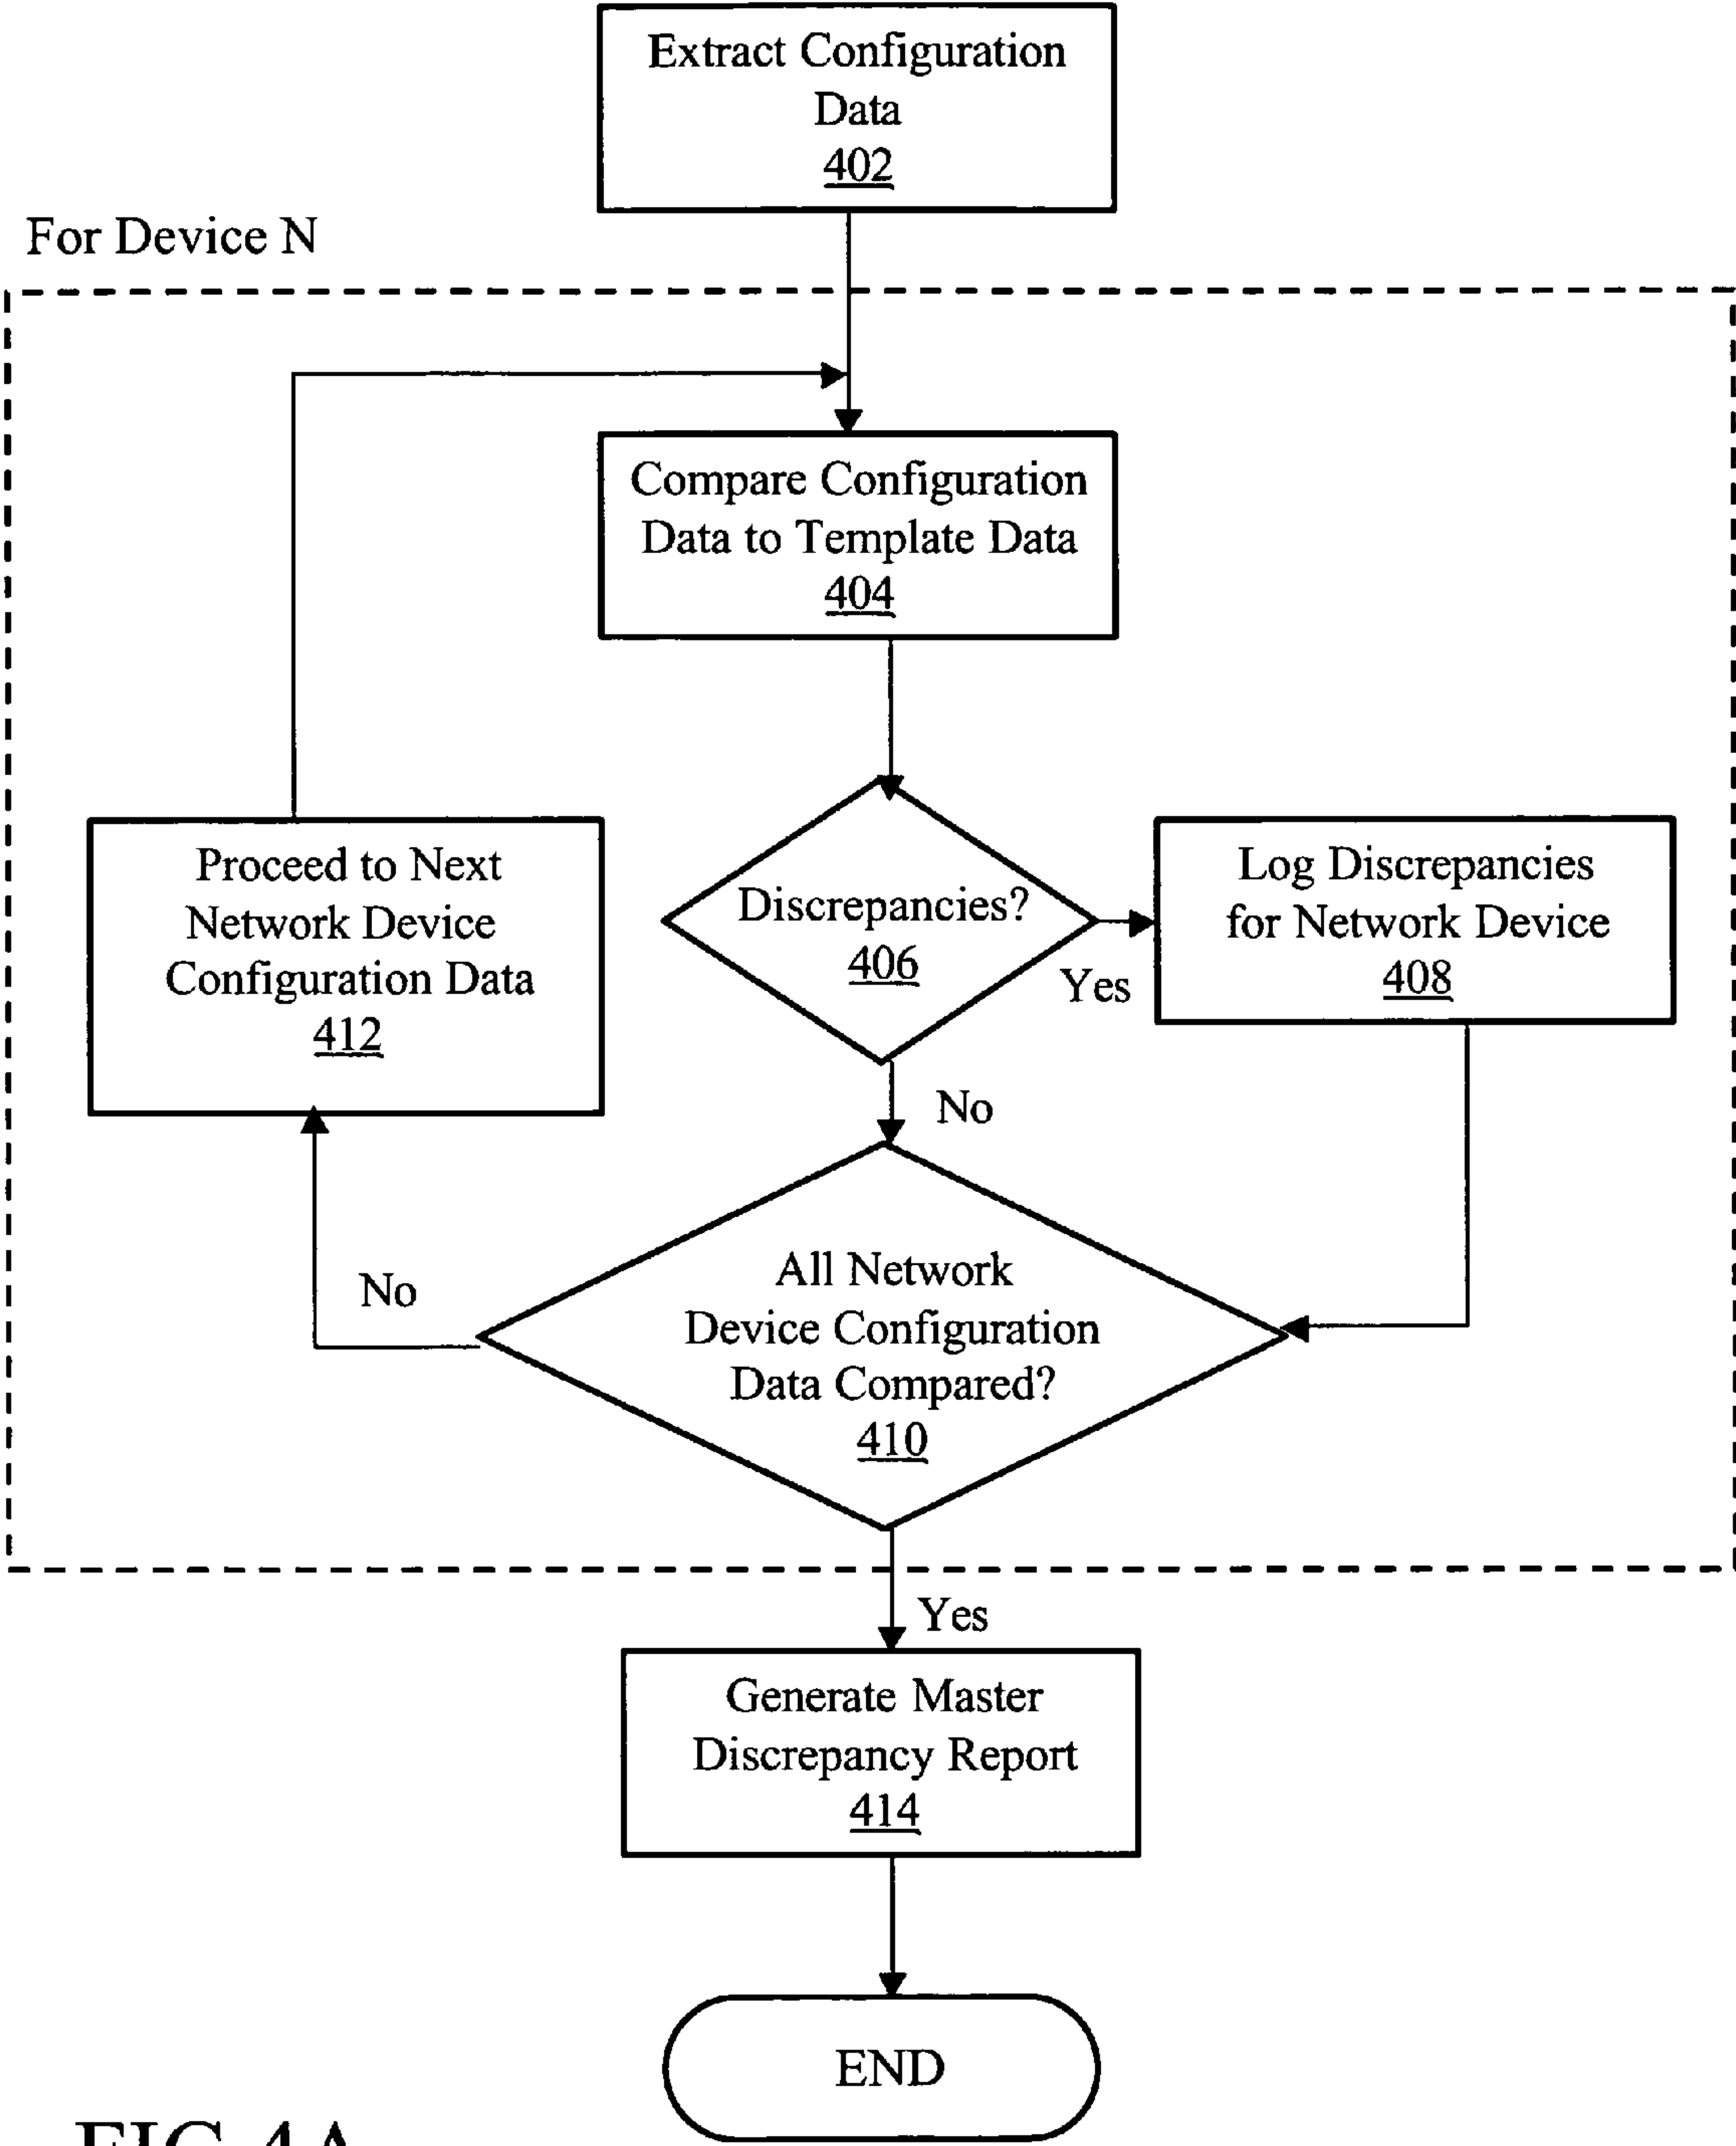 Extract Configuration
Data
402
For Device N
Compare Configuration
Data to Template Data
404
Proceed to Next
Network Device
Configuration Data
412
Discrepancies?
406
Yes
Log Discrepancies
for Network Device
408
No
No
All Network
Device Configuration
Data Compared?
410
Yes
Generate Master
Discrepancy Report
414
END
FIG 4A